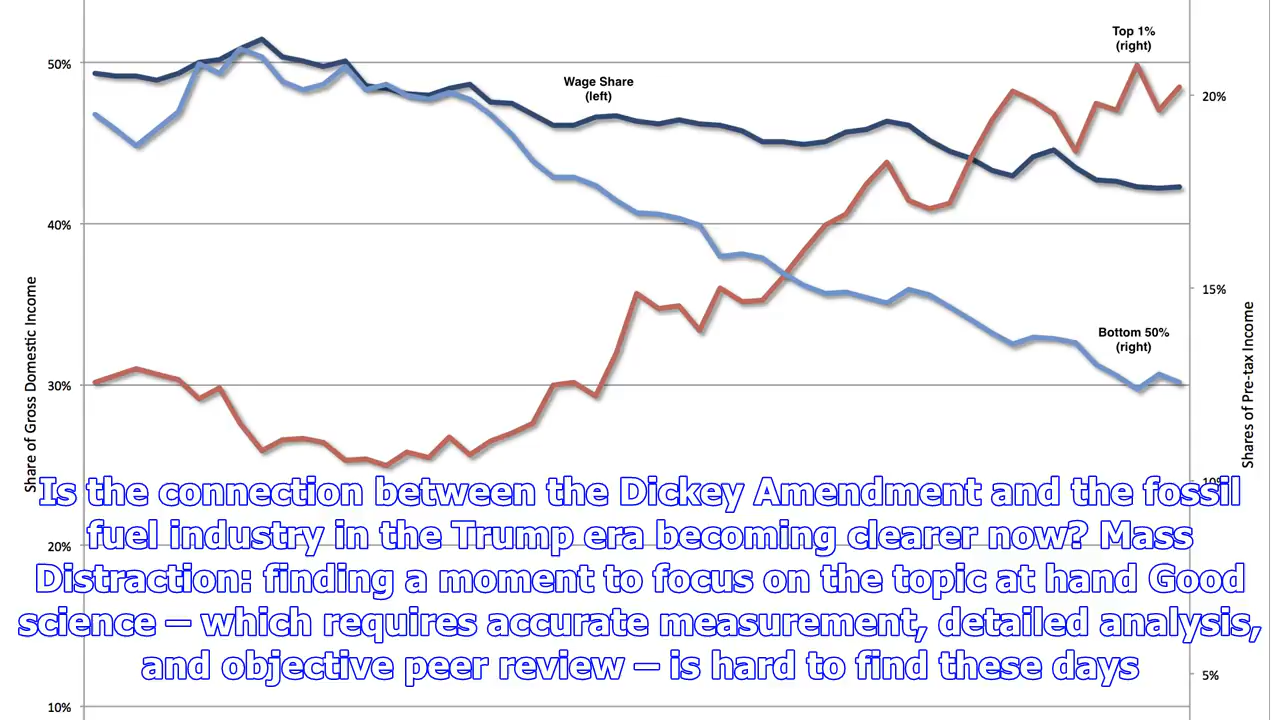 Top 1%
(right)
50%
Wage Share
(left)
20%
40%
15%
Share of Gross Domestic Income
Shares of Pre-tax Income
Bottom 50%
(right)
30%
Is the connection between the Dickey Amendment and the fossil
fuel industry in the Trump era becoming clearer now? Mass
20%
Distraction: finding a moment to focus on the topic at hand Good
science – which requires accurate measurement, detailed analysis,
and objective peer review – is hard to find these days
5%
10%